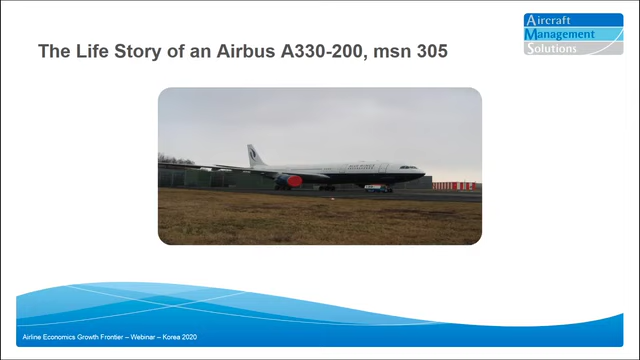 Aircraft
Management
Solutions
The Life Story of an Airbus A330-200, msn 305
Airline Economics Growth Frontier – Webinar – Korea 2020